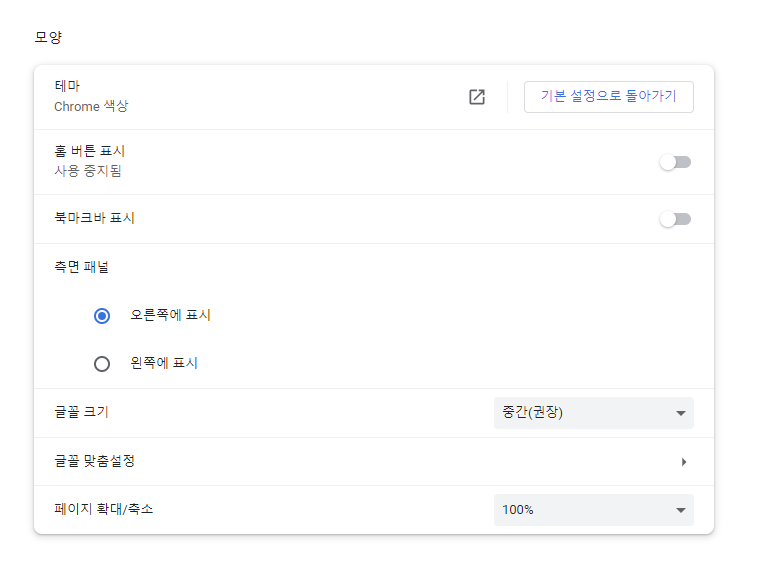 모양
테마
Chrome 색상
기본 설정으로 돌아가기
홈 버튼 표시
사용 중지됨
북마크바 표시
측면 패널
오른쪽에 표시
왼쪽에 표시
글꼴 크기
중간(권장)
글꼴 맞춤설정
페이지 확대/축소
100%